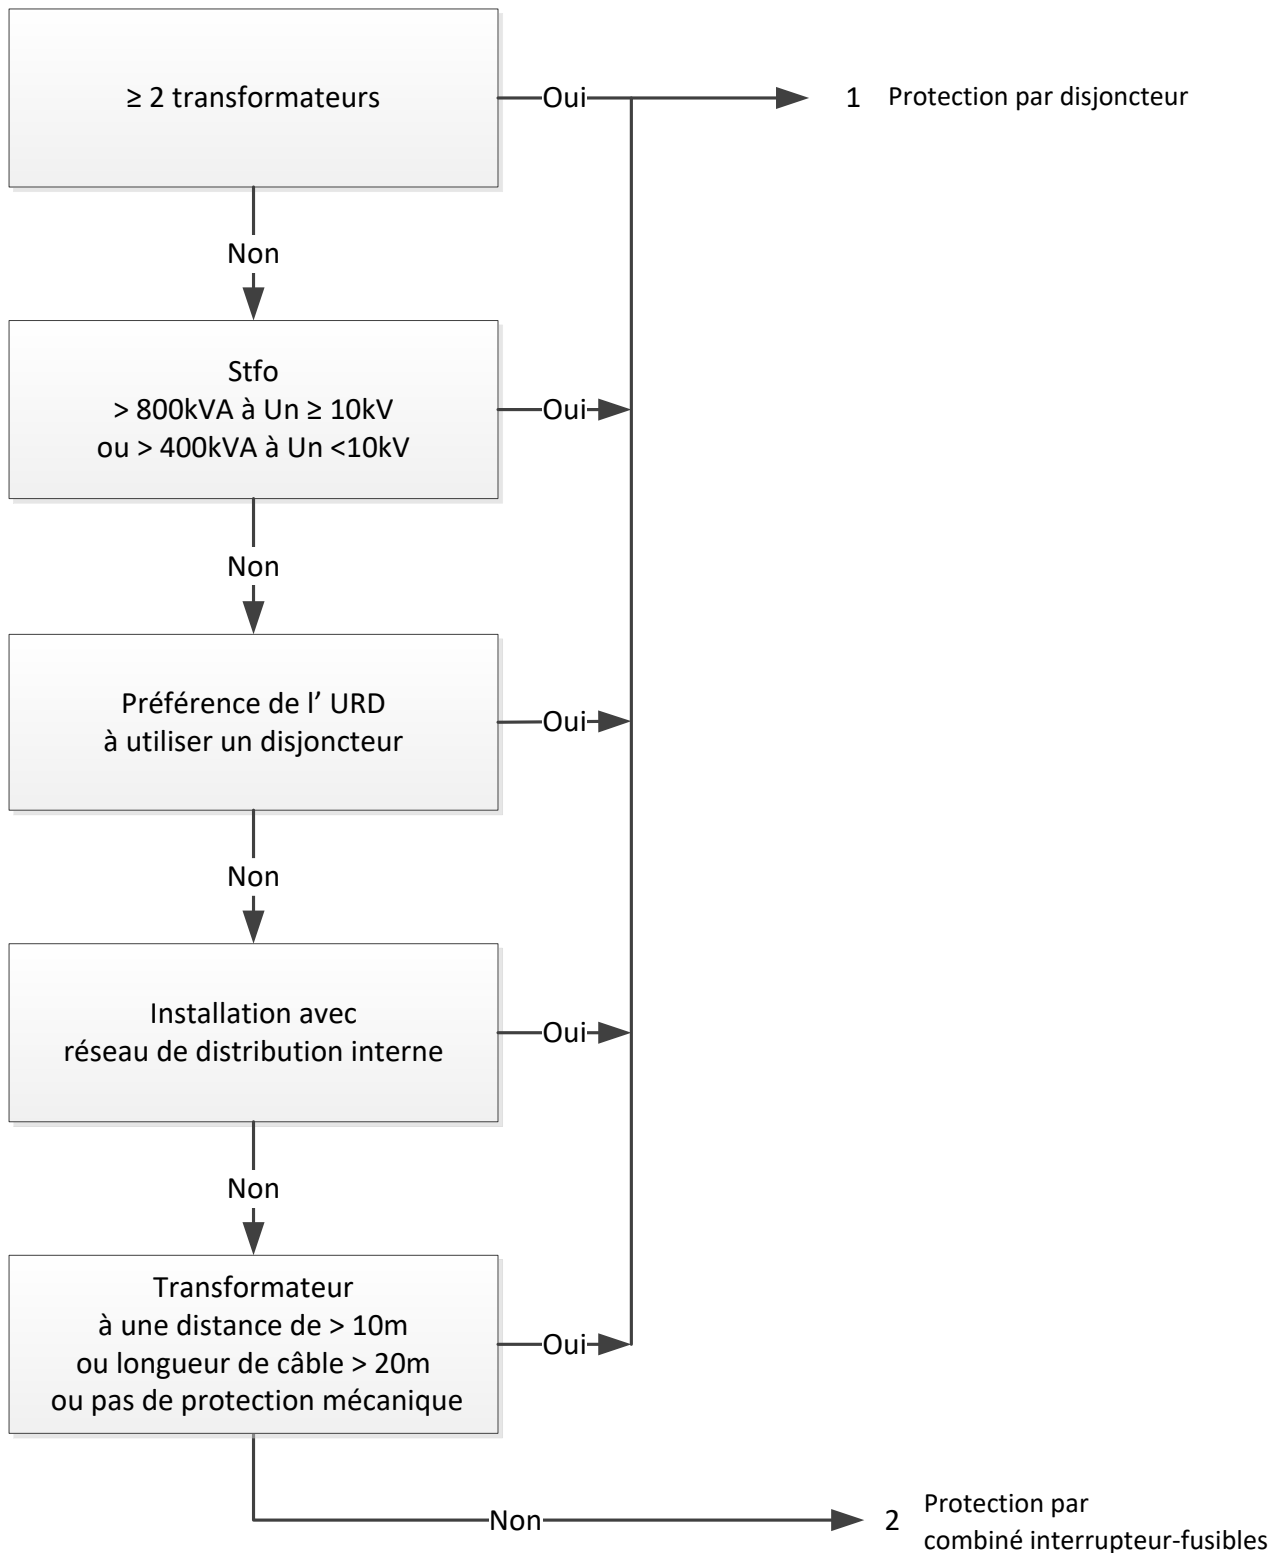 ≥ 2 transformateurs
Oui
1 Protection par disjoncteur
Non
Stfo
> 800kVA à Un ≥ 10kV
ou > 400kVA à Un <10kV
Oui
Non
Préférence de l’ URD
à utiliser un disjoncteur
Oui
Non
Installation avec
réseau de distribution interne
Oui
Non
Transformateur
à une distance de > 10m
ou longueur de câble > 20m
ou pas de protection mécanique
Oui
Non
2 Protection par
combiné interrupteur-fusibles